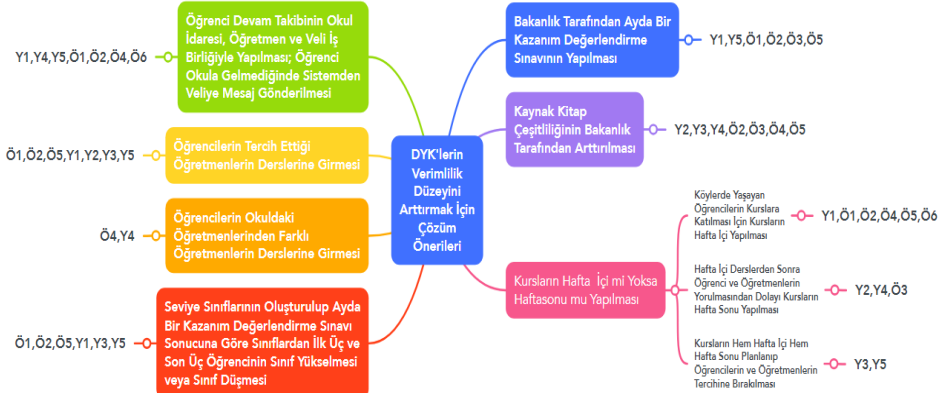 Öğrenci Devam Takibinin Okul
İdaresi, Öğretmen ve Veli İş
Birliğiyle Yapılması; Öğrenci
Okula Gelmediğinde Sistemden
Veliye Mesaj Gönderilmesi
Y1,Y4,Y5,Ö1,Ö2,Ö4,Ö6
Öğrencilerin Tercih Ettiği
Öğretmenlerin Derslerine Girmesi
Ö1,Ö2,Ö5,Y1,Y2,Y3,Y5
Öğrencilerin Okuldaki
Öğretmenlerinden Farklı
Öğretmenlerin Derslerine Girmesi
Ö4,Y4
Seviye Sınıflarının Oluşturulup Ayda
Bir Kazanım Değerlendirme Sınavı
Sonucuna Göre Sınıflardan İlk Üç ve
Son Üç Öğrencinin Sınıf Yükselmesi
veya Sınıf Düşmesi
Ö1,Ö2,Ö5,Y1,Y3,Y5
DYK'lerin
Verimlilik
Düzeyini
Arttırmak İçin
Çözüm
Önerileri
Bakanlık Tarafından Ayda Bir
Kazanım Değerlendirme
Sınavının Yapılması
Y1,Y5,Ö1,Ö2,Ö3,Ö5
Kaynak Kitap
Çeşitliliğinin Bakanlık
Tarafından Arttırılması
Y2,Y3,Y4,Ö2,Ö3,Ö4,Ö5
Kursların Hafta İçi mi Yoksa
Haftasonu mu Yapılması
Köylerde Yaşayan
Öğrencilerin Kurslara
Katılması İçin Kursların
Hafta İçi Yapılması
Y1,Ö1,Ö2,Ö4,Ö5,Ö6
Hafta İçi Derslerden Sonra
Öğrenci ve Öğretmenlerin
Yorulmasından Dolayı Kursların
Hafta Sonu Yapılması
Y2,Y4,Ö3
Kursların Hem Hafta İçi Hem
Hafta Sonu Planlanıp
Öğrencilerin ve Öğretmenlerin
Tercihine Bırakılması
Y3,Y5